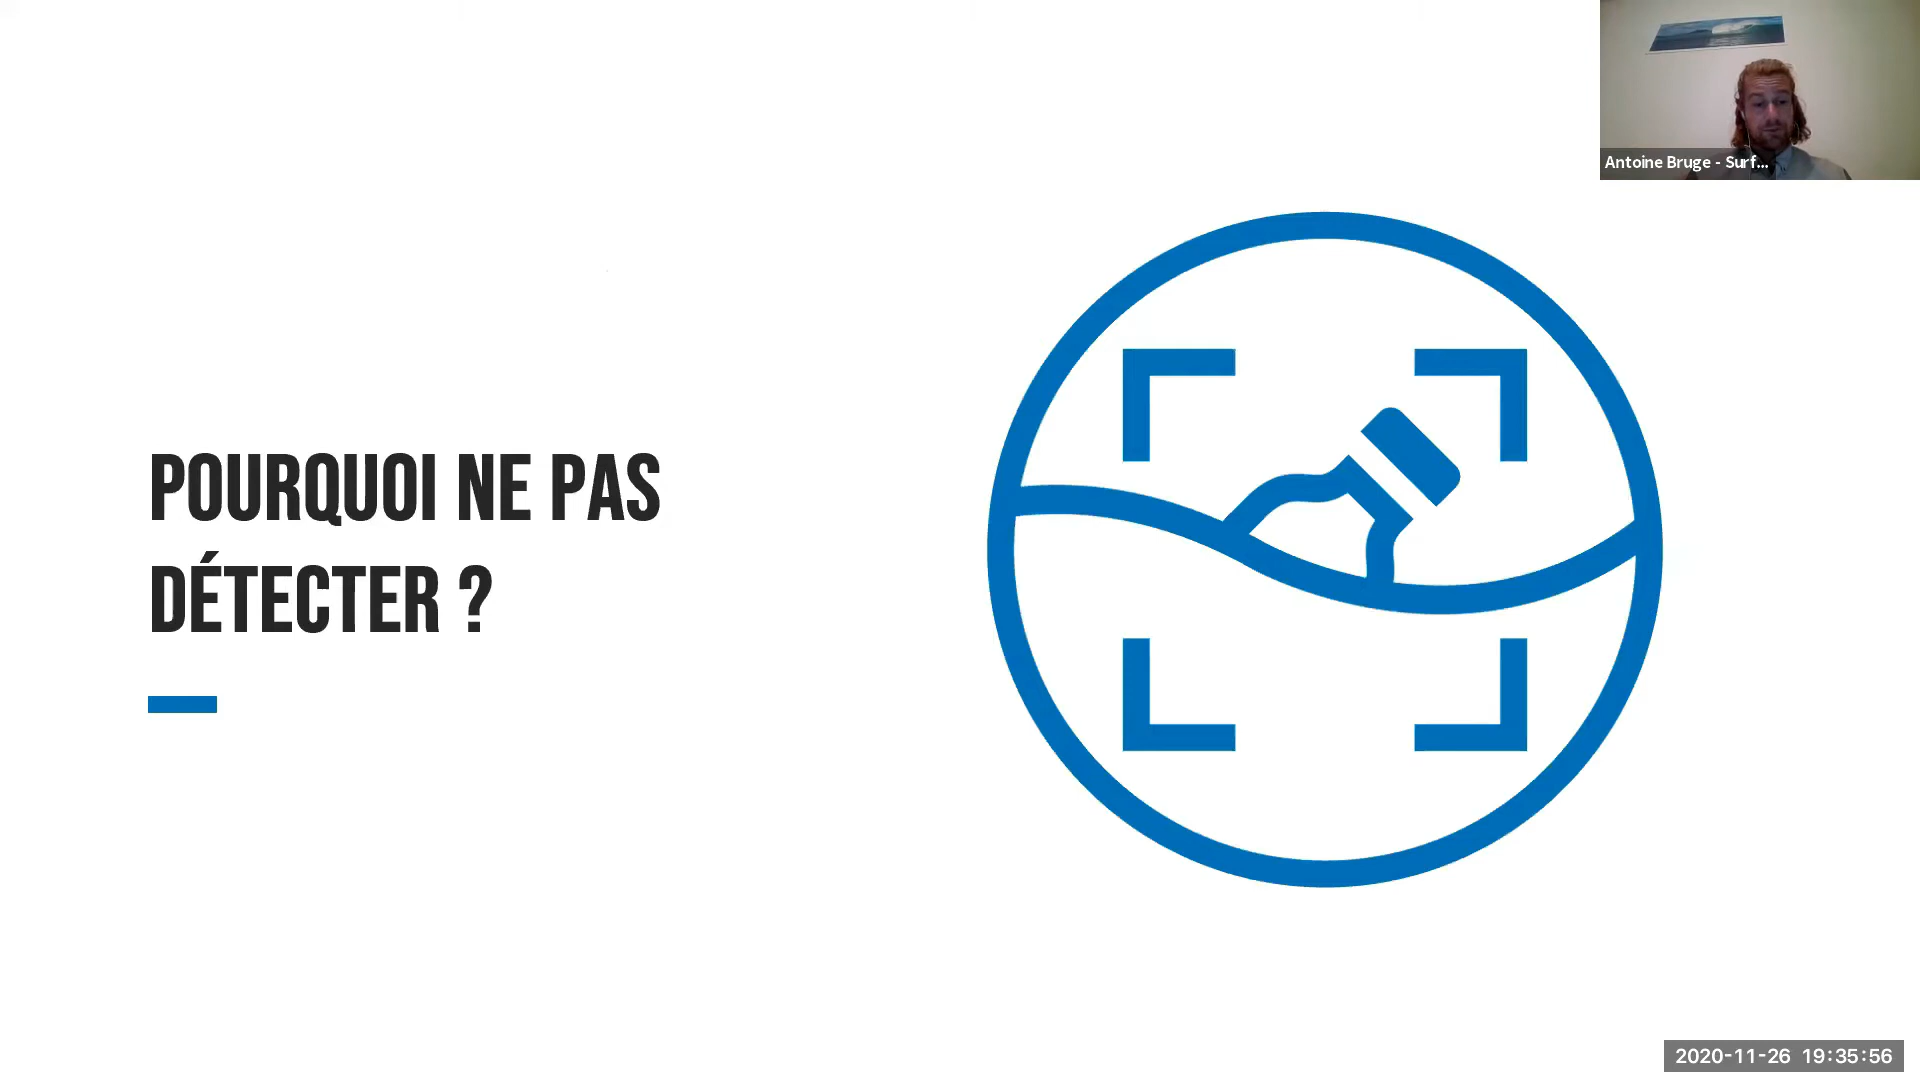 Antoine Bruge - Surf...
POURQUOI NE PAS
DÉTECTER ?
2020-11-26 19:35:56